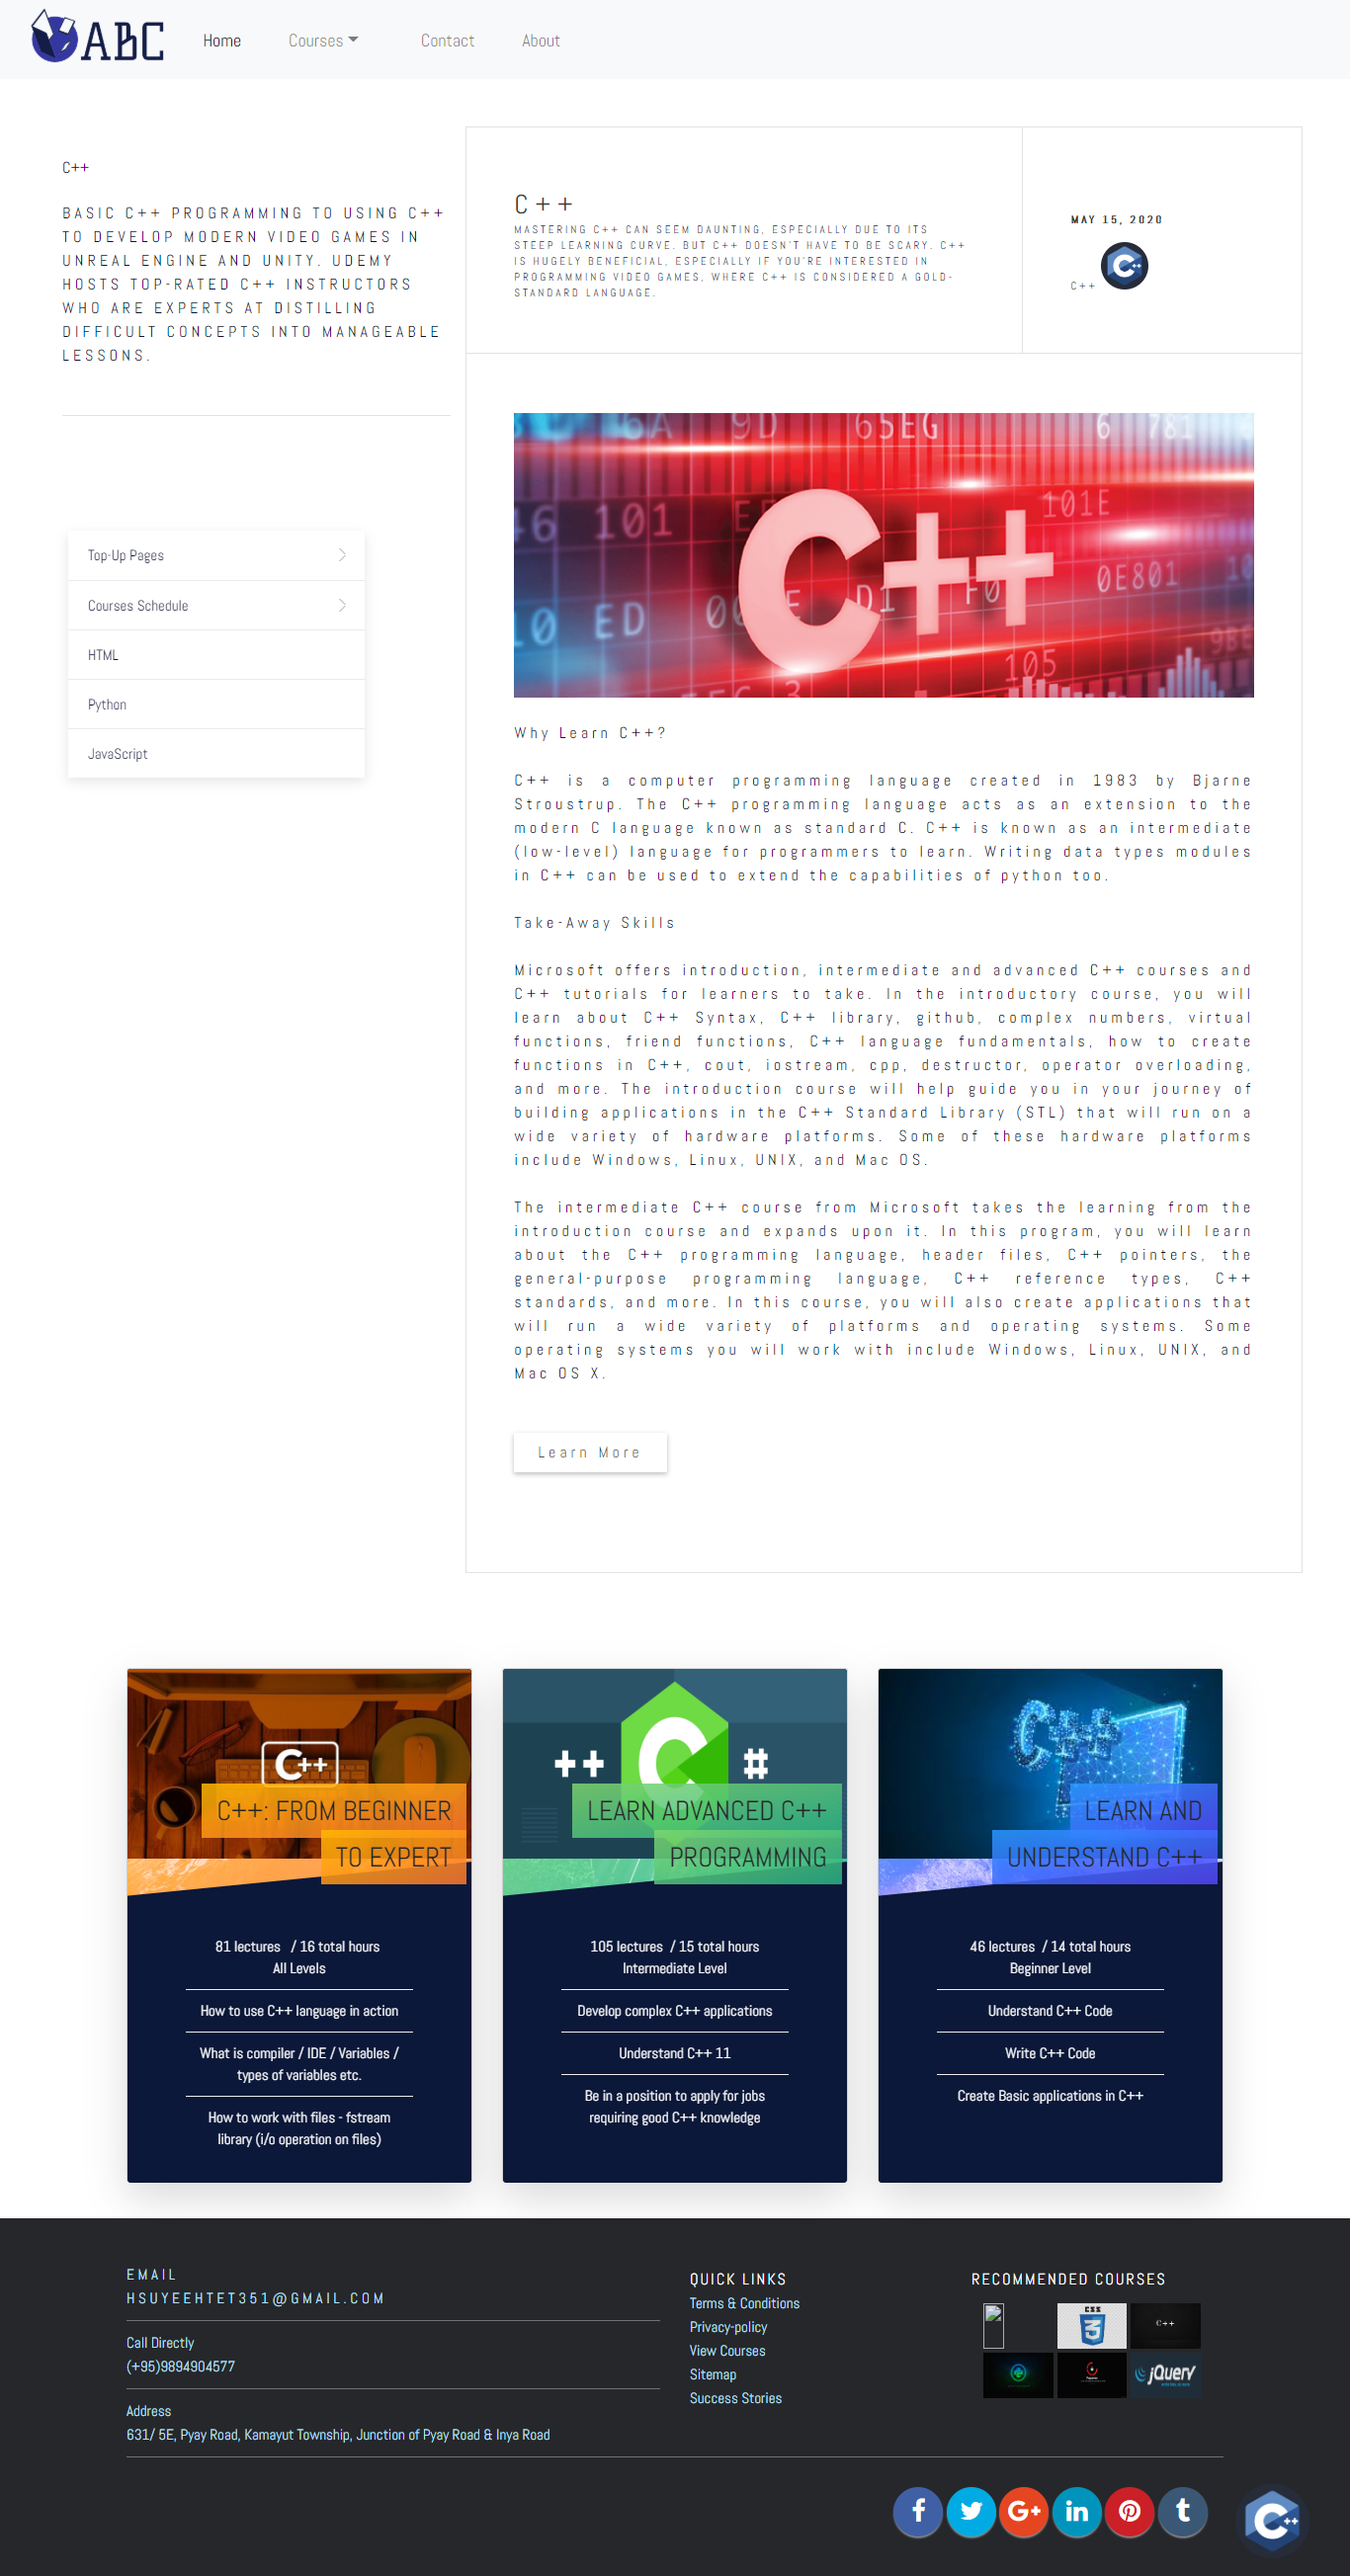 ABC
Home
Courses
Contact
About
C++
BASIC C++ PROGRAMMING TO USING C++
TO DEVELOP MODERN VIDEO GAMES IN
UNREAL ENGINE AND UNITY. UDEMY
HOSTS TOP-RATED C++ INSTRUCTORS
WHO ARE EXPERTS AT DISTILLING
DIFFICULT CONCEPTS INTO MANAGEABLE
LESSONS.
Top-Up Pages
Courses Schedule
HTML
Python
JavaScript
C++
MASTERING C++ CAN SEEM DAUNTING, ESPECIALLY DUE TO ITS
STEEP LEARNING CURVE. BUT C++ DOESN'T HAVE TO BE SCARY. C++
IS HUGELY BENEFICIAL, ESPECIALLY IF YOU'RE INTERESTED IN
PROGRAMMING VIDEO GAMES, WHERE C++ IS CONSIDERED A GOLD-
STANDARD LANGUAGE.
MAY 15, 2020
C++
C++
6A 9D 65EG 6 781
46 101 101E
C++
0E801 10
10 ED D1 F0
105
Why Learn C++?
C++ is a computer programming language created in 1983 by Bjarne
Stroustrup. The C++ programming language acts as an extension to the
modern C language known as standard C. C++ is known as an intermediate
(low-level) language for programmers to learn. Writing data types modules
in C++ can be used to extend the capabilities of python too.
Take-Away Skills
Microsoft offers introduction, intermediate and advanced C++ courses and
C++ tutorials for learners to take. In the introductory course, you will
learn about C++ Syntax, C++ library, github, complex numbers, virtual
functions, friend functions, C++ language fundamentals, how to create
functions in C++, cout, iostream, cpp, destructor, operator overloading,
and more. The introduction course will help guide you in your journey of
building applications in the C++ Standard Library (STL) that will run on a
wide variety of hardware platforms. Some of these hardware platforms
include Windows, Linux, UNIX, and Mac OS.
The intermediate C++ course from Microsoft takes the learning from the
introduction course and expands upon it. In this program, you will learn
about the C++ programming language, header files, C++ pointers, the
general-purpose programming language, C++ reference types, C++
standards, and more. In this course, you will also create applications that
will run a wide variety of platforms and operating systems. Some
operating systems you will work with include Windows, Linux, UNIX, and
Mac OS X.
Learn More
C++
C++: FROM BEGINNER
TO EXPERT
81 lectures / 16 total hours
All Levels
How to use C++ language in action
What is compiler / IDE / Variables /
types of variables etc.
How to work with files - fstream
library (i/o operation on files)
++ C #
LEARN ADVANCED C++
PROGRAMMING
105 lectures / 15 total hours
Intermediate Level
Develop complex C++ applications
Understand C++ 11
Be in a position to apply for jobs
requiring good C++ knowledge
C++
LEARN AND
UNDERSTAND C++
46 lectures / 14 total hours
Beginner Level
Understand C++ Code
Write C++ Code
Create Basic applications in C++
EMAIL
HSUYEEHTET351@GMAIL.COM
Call Directly
(+95)9894904577
Address
631/ 5E, Pyay Road, Kamayut Township, Junction of Pyay Road & Inya Road
QUICK LINKS
Terms & Conditions
Privacy-policy
View Courses
Sitemap
Success Stories
RECOMMENDED COURSES
CSS
3
C++
jQuery
f
G+
in
t
C++